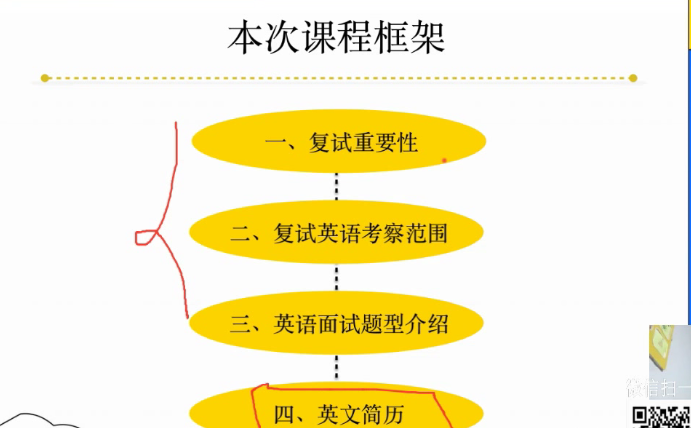 本次课程框架
一、复试重要性
二、复试英语考察范围
三、英语面试题型介绍
四、英文简历
微信扫一